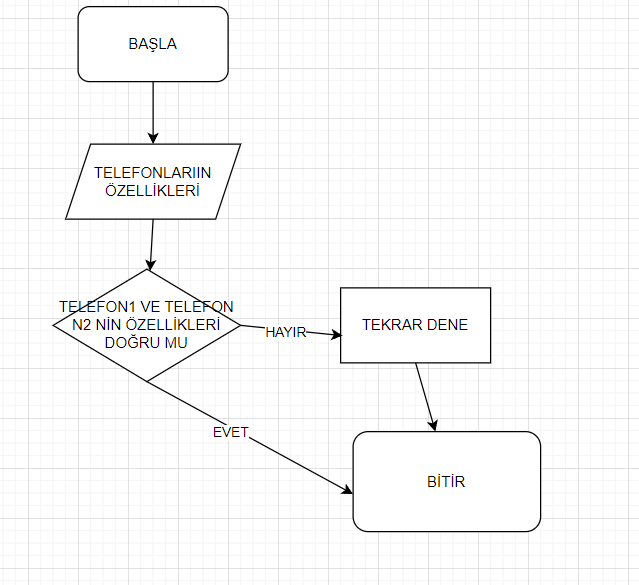 BAŞLA
TELEFONLARIIN
ÖZELLİKLERİ
TELEFON1 VE TELEFON
N2 NİN ÖZELLİKLERİ
DOĞRU MU
HAYIR
TEKRAR DENE
EVET
BİTİR